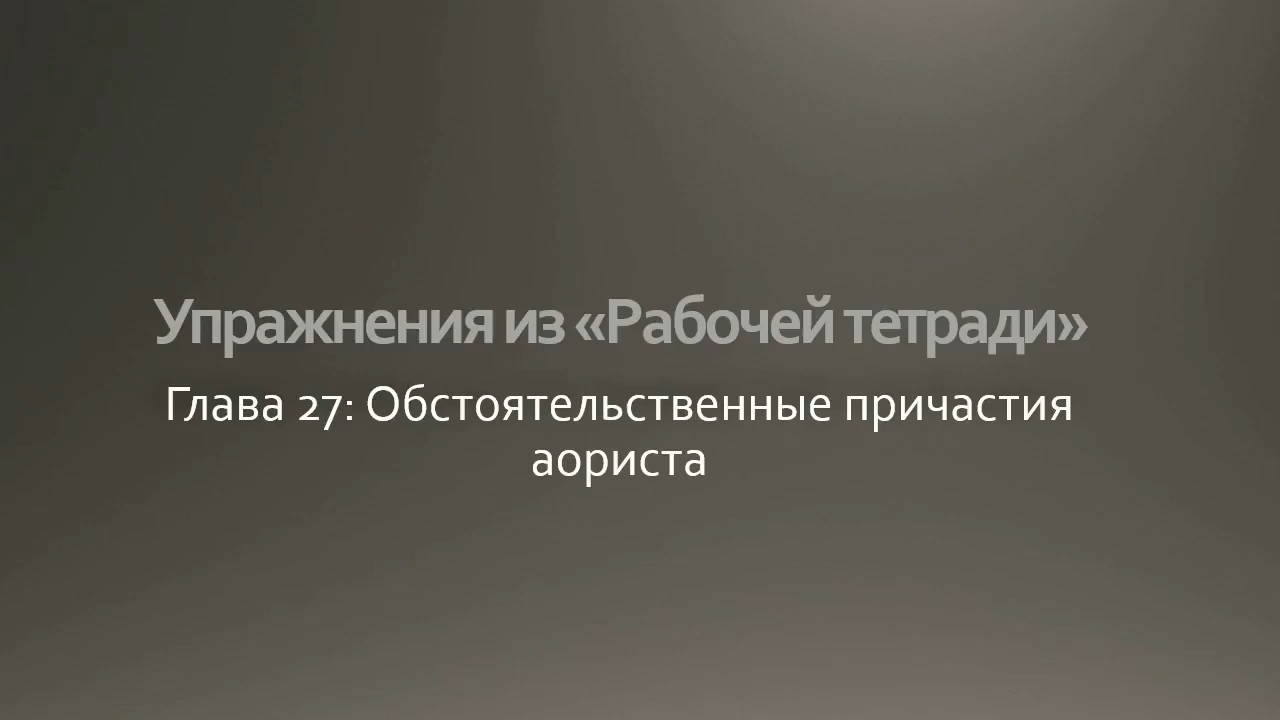 Упражнения из «Рабочей тетради»
Глава 27: Обстоятельственные причастия
аориста